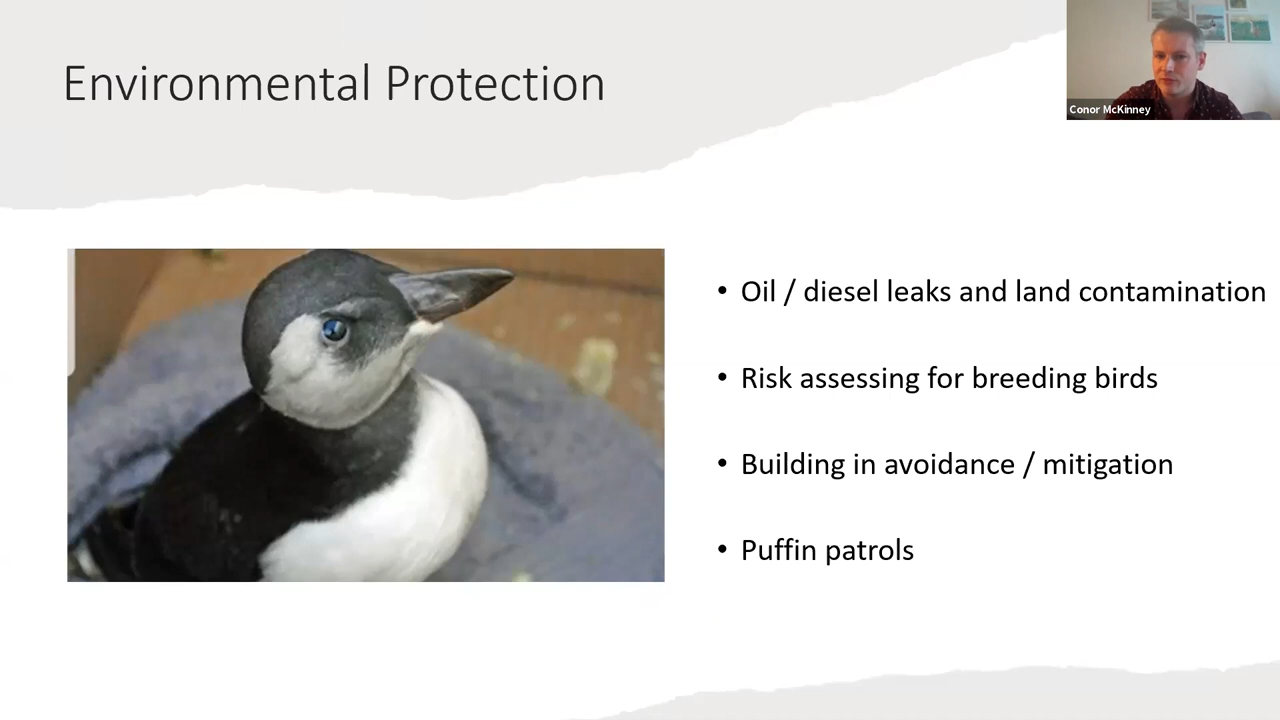 Environmental Protection
Conor McKinney
• Oil / diesel leaks and land contamination
• Risk assessing for breeding birds
• Building in avoidance / mitigation
• Puffin patrols